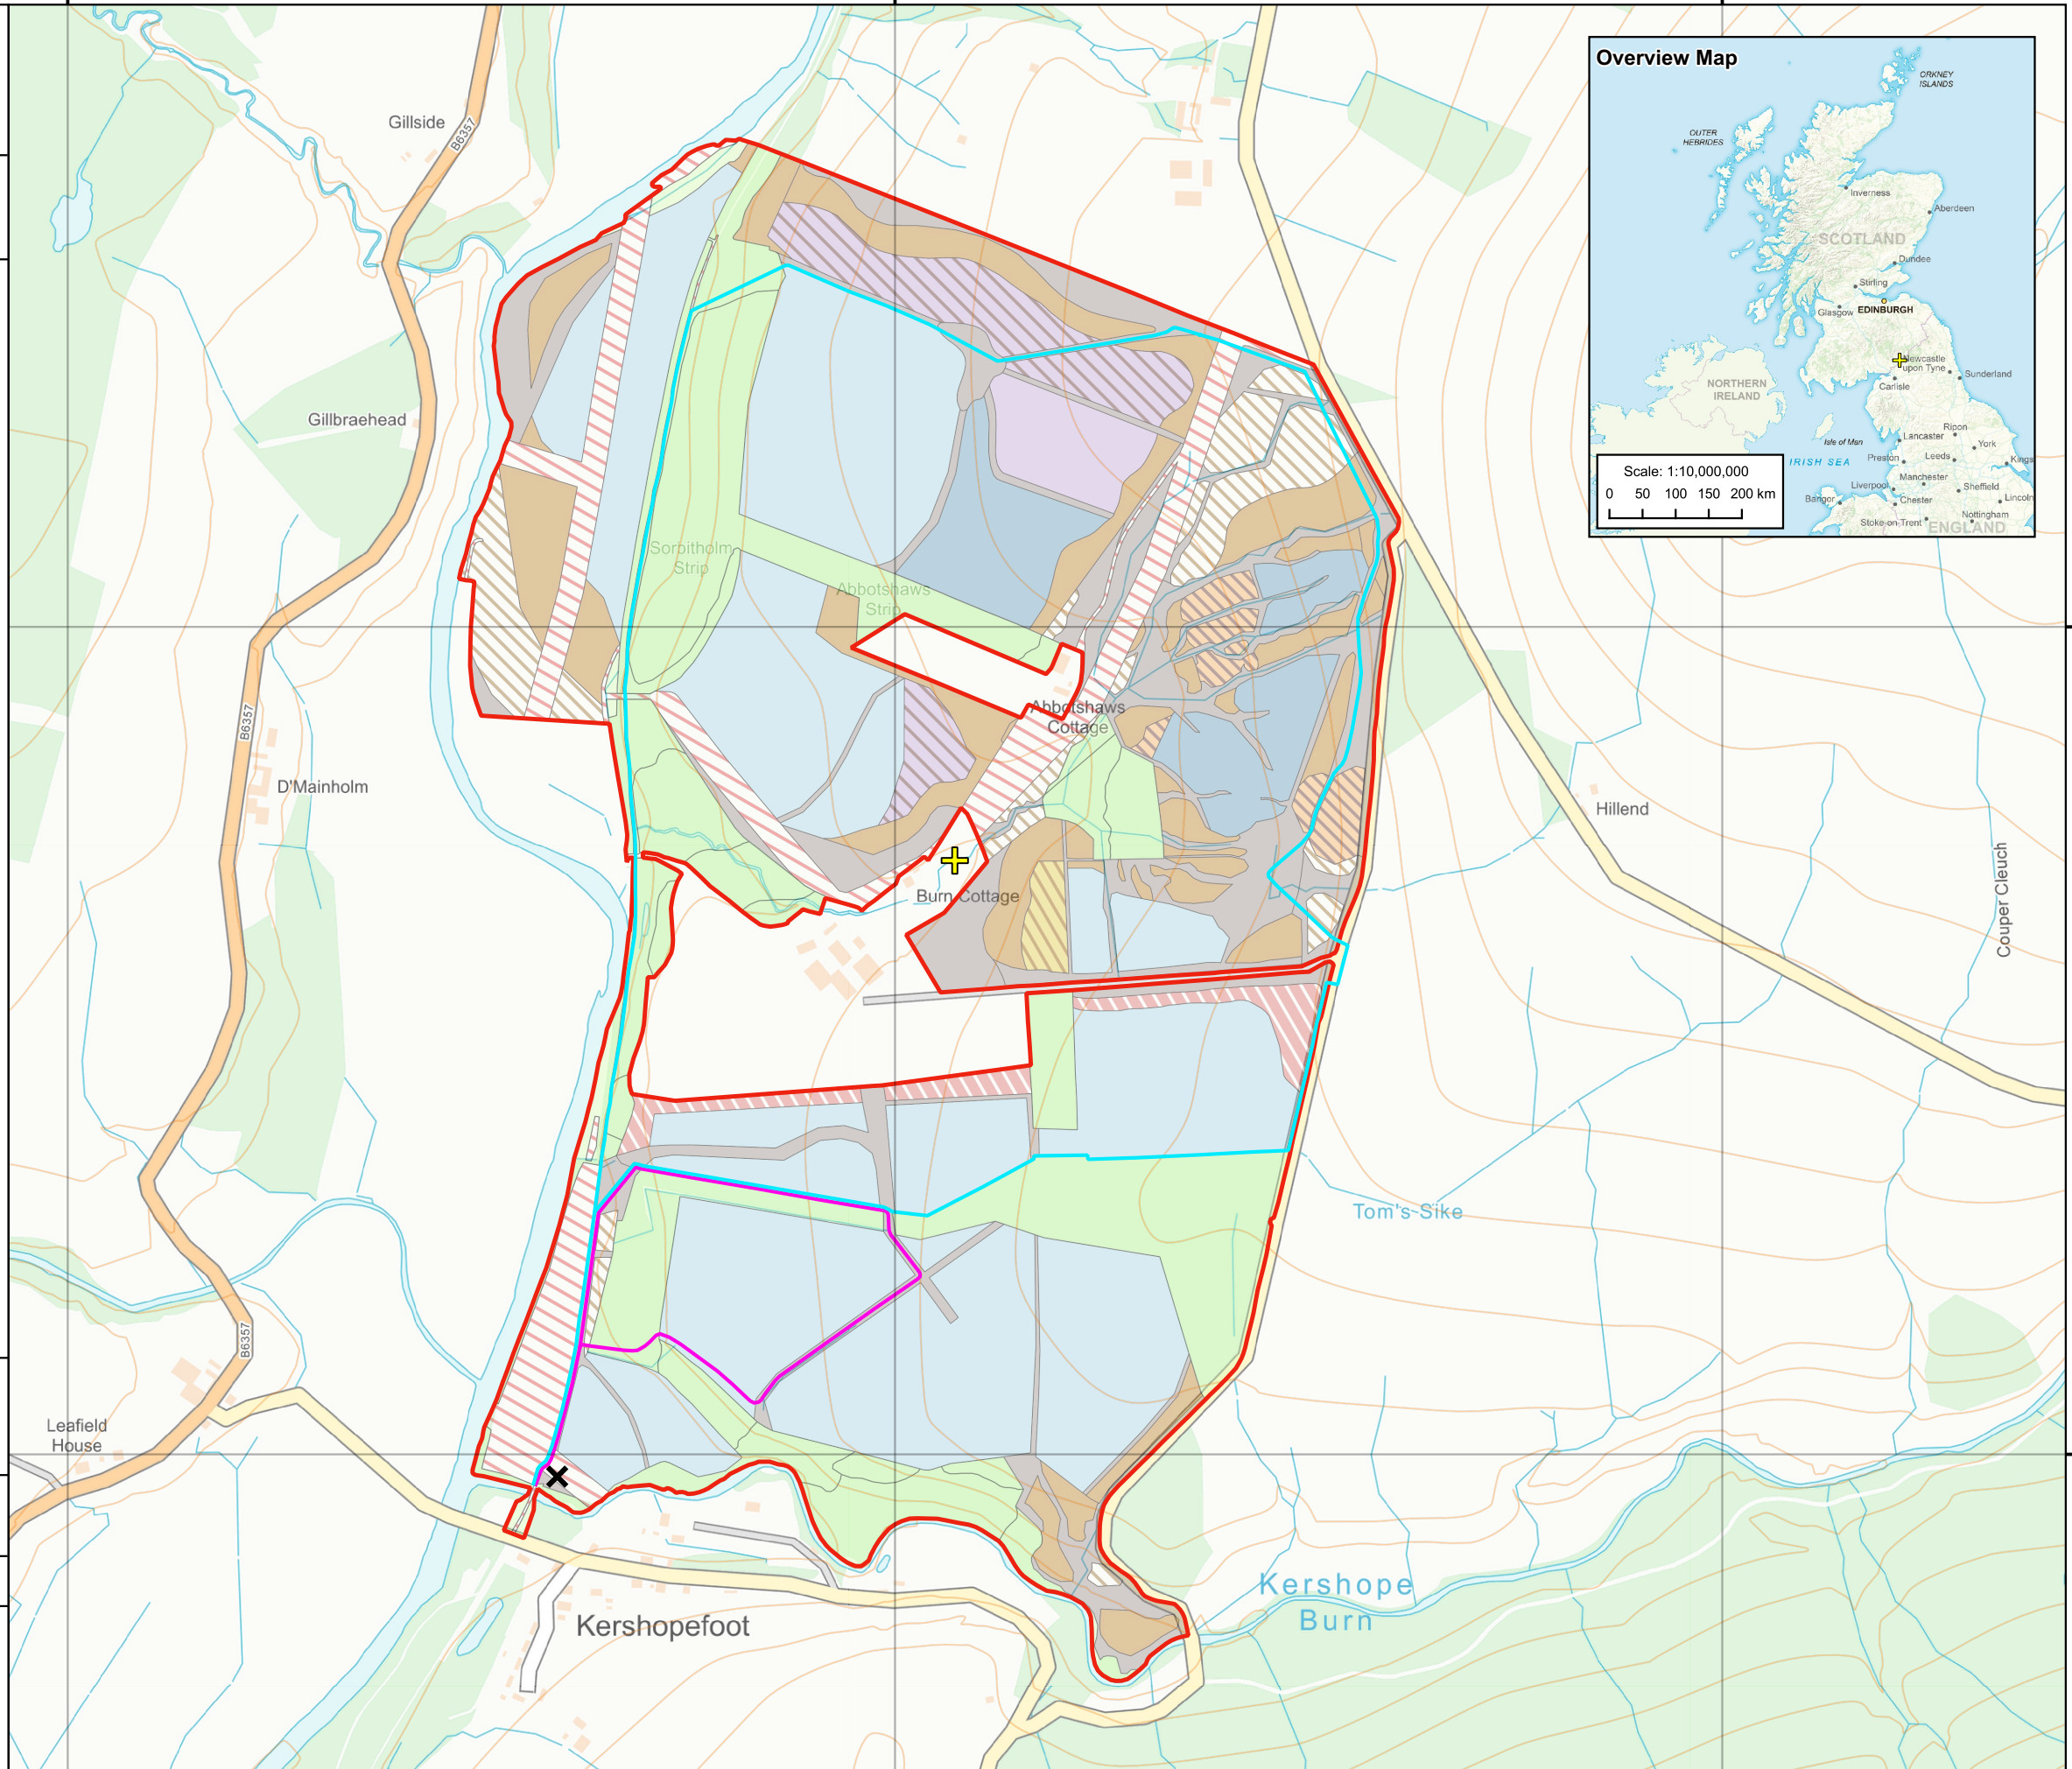 Overview Map
ORKNEY
ISLANDS
OUTER
HEBRIDES
Inverness
Aberdeen
SCOTLAND
Dundee
Stirling
Glasgow
EDINBURGH
Newcastle
upon Tyne
Sunderland
Carlisle
NORTHERN
IRELAND
Isle of Man
Ripon
Lancaster
York
IRISH SEA
Preston
Leeds
Kings
Manchester
Liverpool
Sheffield
Bangor
Chester
Lincoln
Nottingham
Stoke-on-Trent
ENGLAND
Scale: 1:10,000,000
0 50 100 150 200 km
Gillside
B6357
Gillbraehead
Sorbitholm
Strip
Abbotshaws
Strip
Abbotshaws
Cottage
B6357
D'Mainholm
Hillend
Burn Cottage
Couper Cleuch
Tom's Sike
B6357
Leafield
House
Kershope
Burn
Kershopefoot